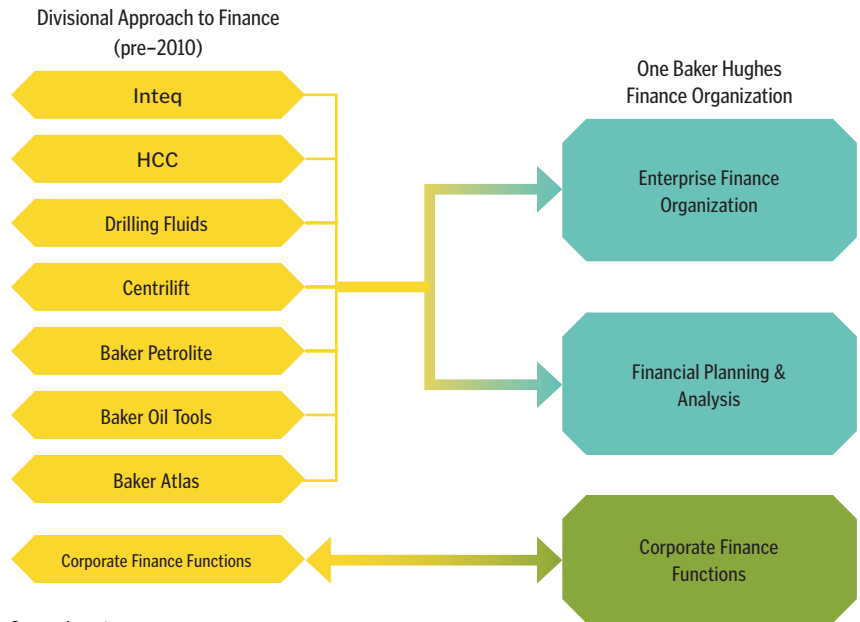 Divisional Approach to Finance
(pre–2010)
Inteq
HCC
Drilling Fluids
Centrilift
Baker Petrolite
Baker Oil Tools
Baker Atlas
Corporate Finance Functions
One Baker Hughes
Finance Organization
Enterprise Finance
Organization
Financial Planning &
Analysis
Corporate Finance
Functions